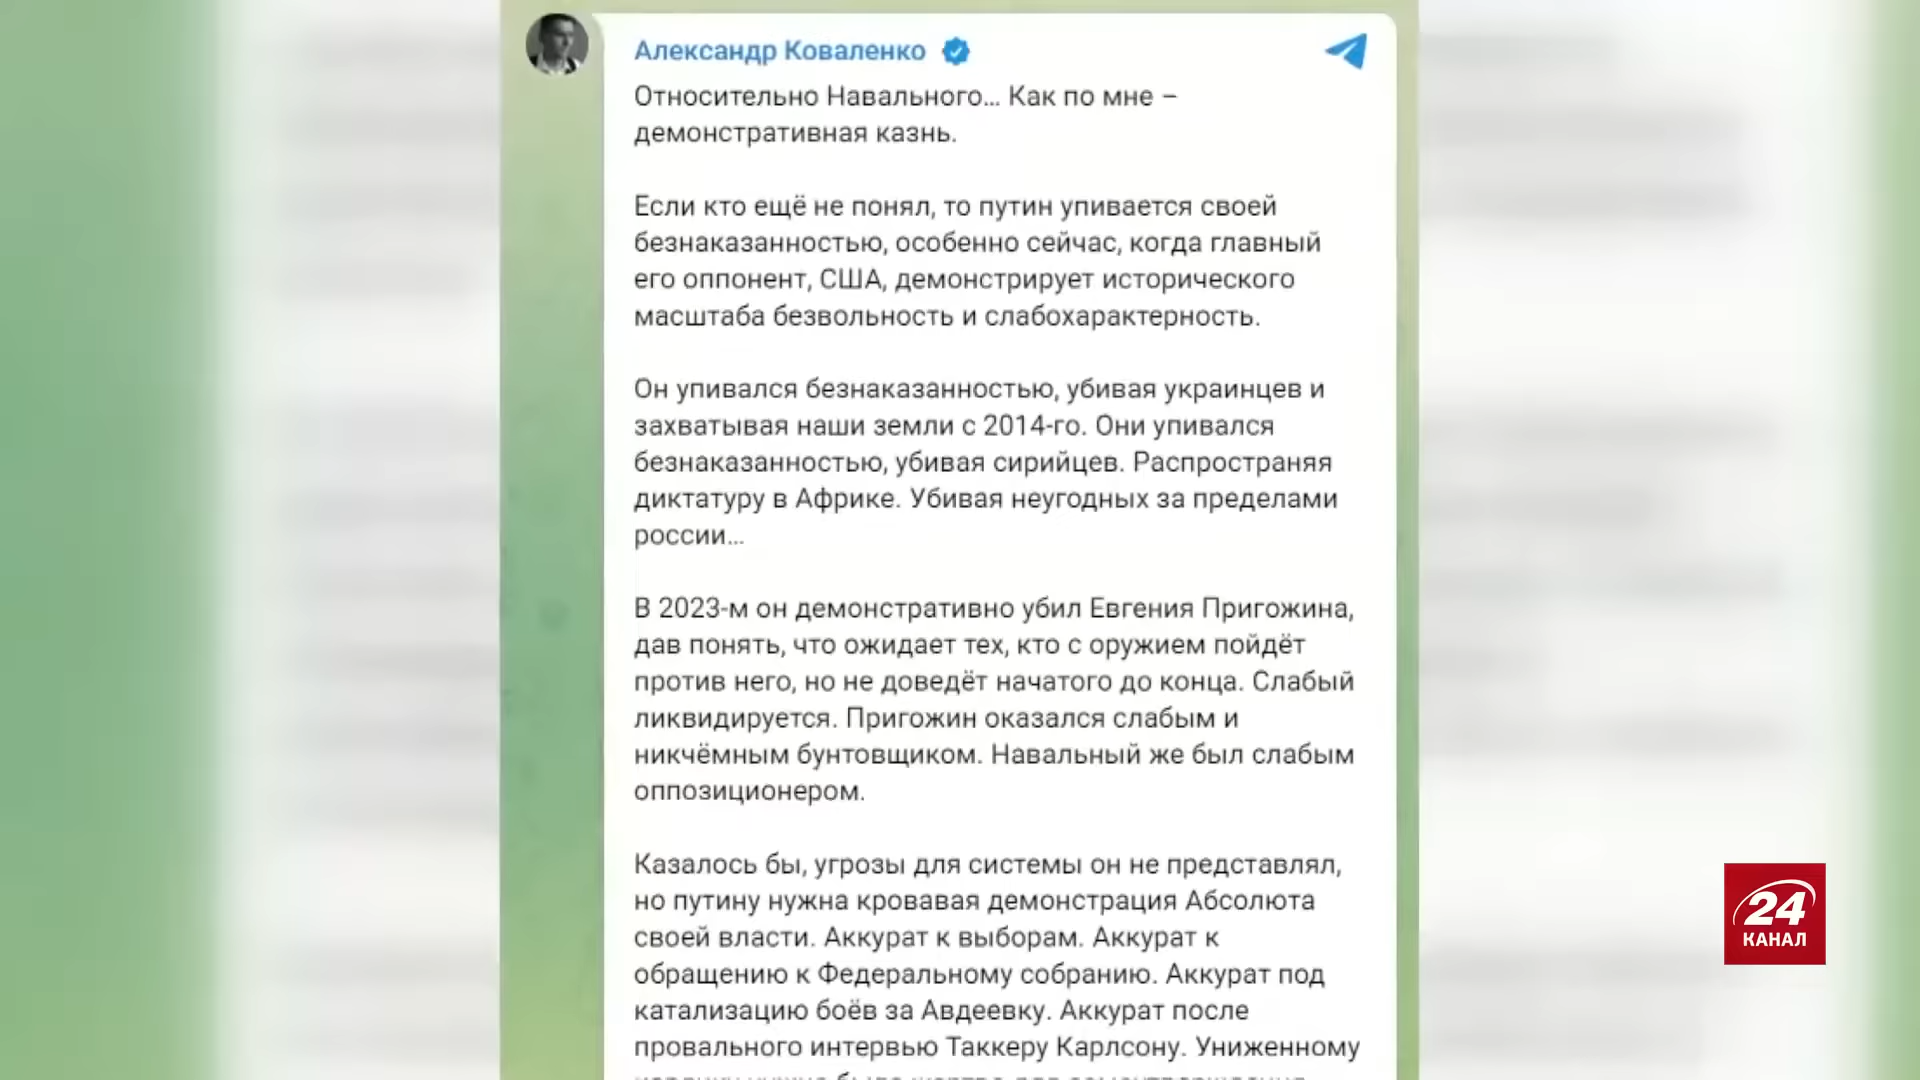 Александр Коваленко
Относительно Навального... Как по мне –
демонстративная казнь.
Если кто ещё не понял, то путин упивается своей
безнаказанностью, особенно сейчас, когда главный
его оппонент, США, демонстрирует исторического
масштаба безвольность и слабохарактерность.
Он упивался безнаказанностью, убивая украинцев и
захватывая наши земли с 2014-го. Они упивался
безнаказанностью, убивая сирийцев. Распространяя
диктатуру в Африке. Убивая неугодных за пределами
россии...
В 2023-м он демонстративно убил Евгения Пригожина,
дав понять, что ожидает тех, кто с оружием пойдёт
против него, но не доведёт начатого до конца. Слабый
ликвидируется. Пригожин оказался слабым и
никчёмным бунтовщиком. Навальный же был слабым
оппозиционером.
Казалось бы, угрозы для системы он не представлял,
но путину нужна кровавая демонстрация Абсолюта
своей власти. Аккурат к выборам. Аккурат к
обращению к Федеральному собранию. Аккурат под
катализацию боёв за Авдеевку. Аккурат после
провального интервью Таккеру Карлсону. Униженному
24
КАНАЛ